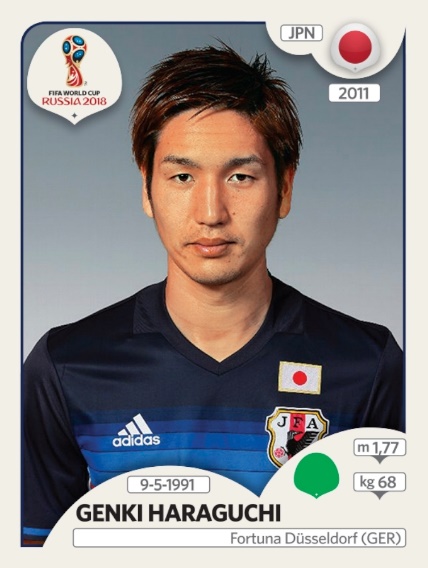 JPN
2011
FIFA WORLD CUP
RUSSIA 2018
adidas
JFA
m 1,77
kg 68
9-5-1991
GENKI HARAGUCHI
Fortuna Düsseldorf (GER)